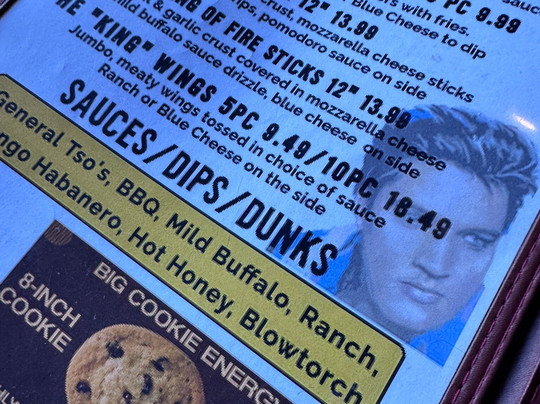 sauc
PC 9.99
ers with fries.
12" 13.99
Blue Cheese to dip
crust, mozzarella cheese sticks
pomodoro sauce on side
OF FIRE STICKS 12" 13.99
& garlic crust covered in mozzarella cheese
Mild buffalo sauce drizzle, blue cheese on side
"KING" WINGS 5PC 9.49/10PC 18.49
Jumbo, meaty wings tossed in choice of sauce
Ranch or Blue Cheese on the side
SAUCES/DIPS/DUNKS
General Tso's, BBQ, Mild Buffalo, Ranch,
ngo Habanero, Hot Honey, Blowtorch
BIG COOKIE ENERGY
8-INCH
COOKIE